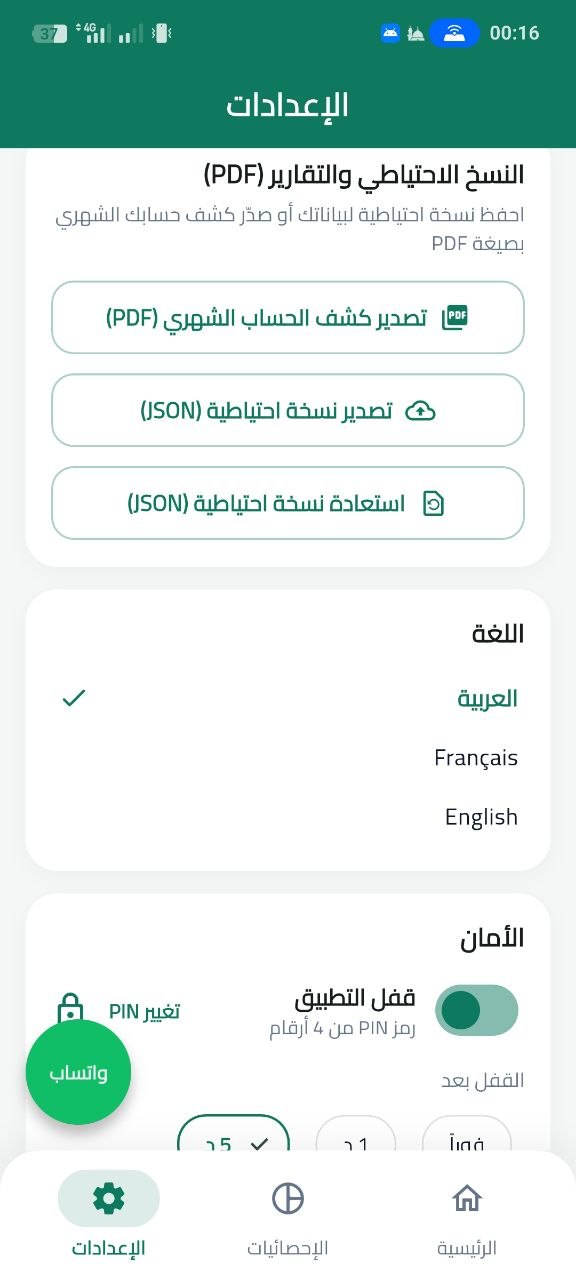 37
4G
00:16
الإعدادات
النسخ الاحتياطي والتقارير (PDF)
احفظ نسخة احتياطية لبياناتك أو صدّر كشف حسابك الشهري
بصيغة PDF
PDF تصدير كشف الحساب الشهري (PDF)
تصدير نسخة احتياطية (JSON)
استعادة نسخة احتياطية (JSON)
اللغة
العربية
Français
English
الأمان
قفل التطبيق
رمز PIN من 4 أرقام
تغيير PIN
واتساب
القفل بعد
فوراً
1 د
5 د
الرئيسية
الإحصائيات
الإعدادات